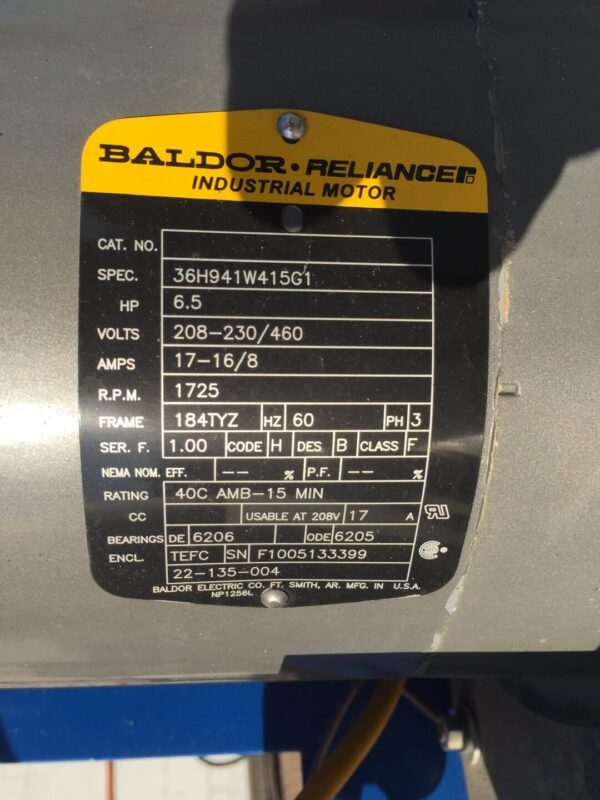 BALDOR • RELIANCER
INDUSTRIAL MOTOR
CAT. NO.
SPEC. 36H941W415G1
HP 6.5
VOLTS 208-230/460
AMPS 17-16/8
R.P.M. 1725
FRAME 184TYZ HZ 60 PH 3
SER. F. 1.00 CODE H DES B CLASS F
NEMA NOM. EFF. -- % P.F. -- %
RATING 40C AMB-15 MIN
CC USABLE AT 208V 17 A
BEARINGS DE 6206 ODE 6205
ENCL. TEFC SN F1005133399
22-135-004
BALDOR ELECTRIC CO. FT. SMITH, AR. MFG. IN U.S.A.
NP1256L